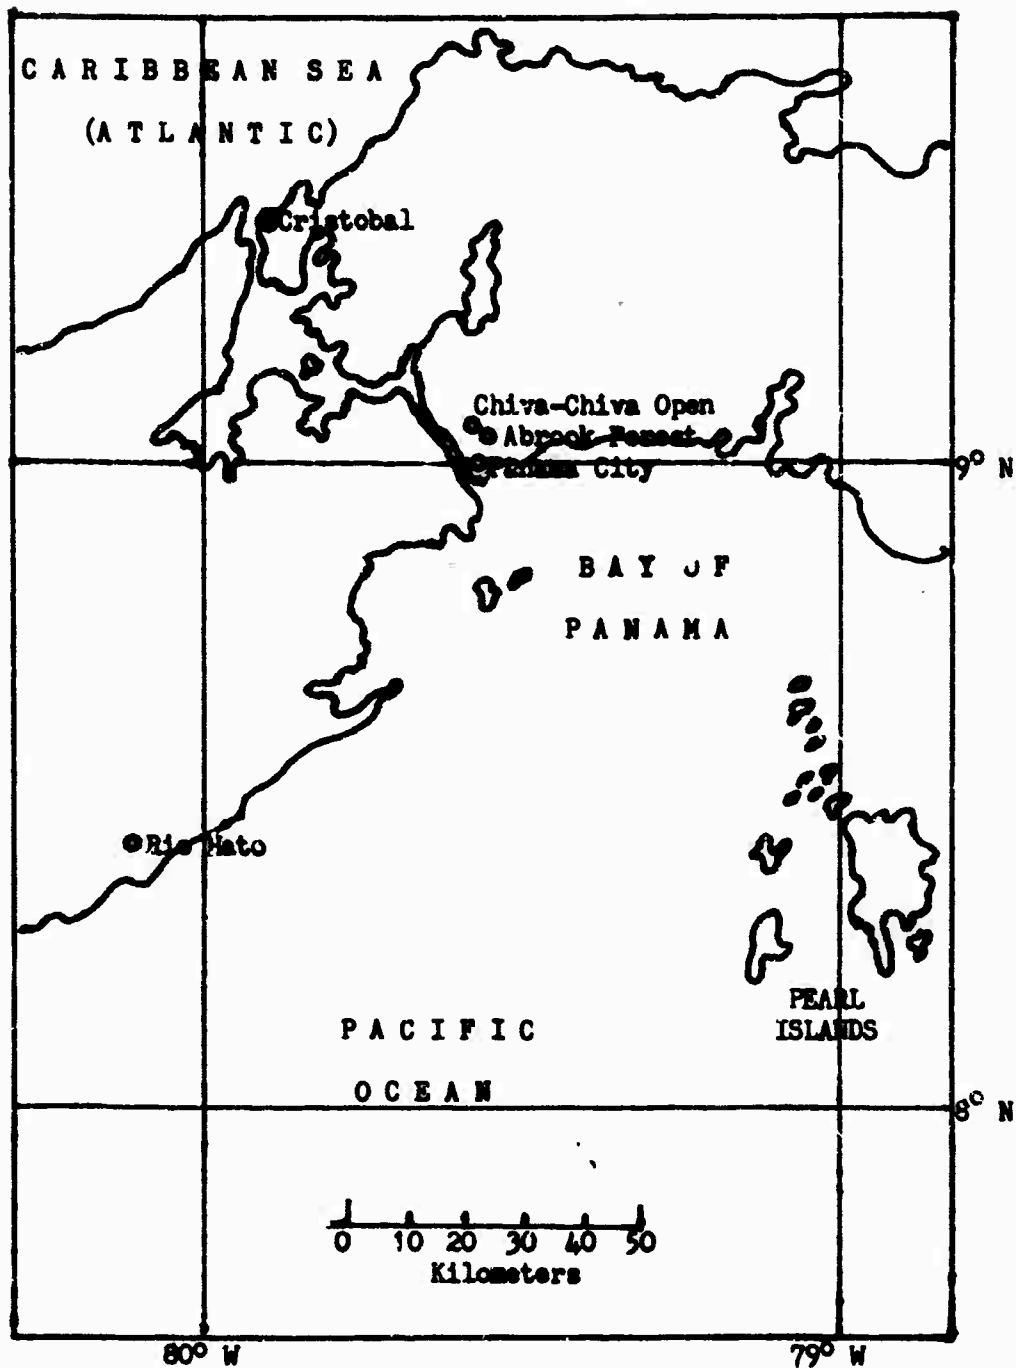 CARIBBEAN SEA
(ATLANTIC)
Cristobal
Chiva-Chiva Open
Abrook Forest
Panama City
9° N
BAY OF
PANAMA
Rio Hato
PEARL
ISLANDS
PACIFIC
OCEAN
8° N
0 10 20 30 40 50
Kilometers
80° W 79° W